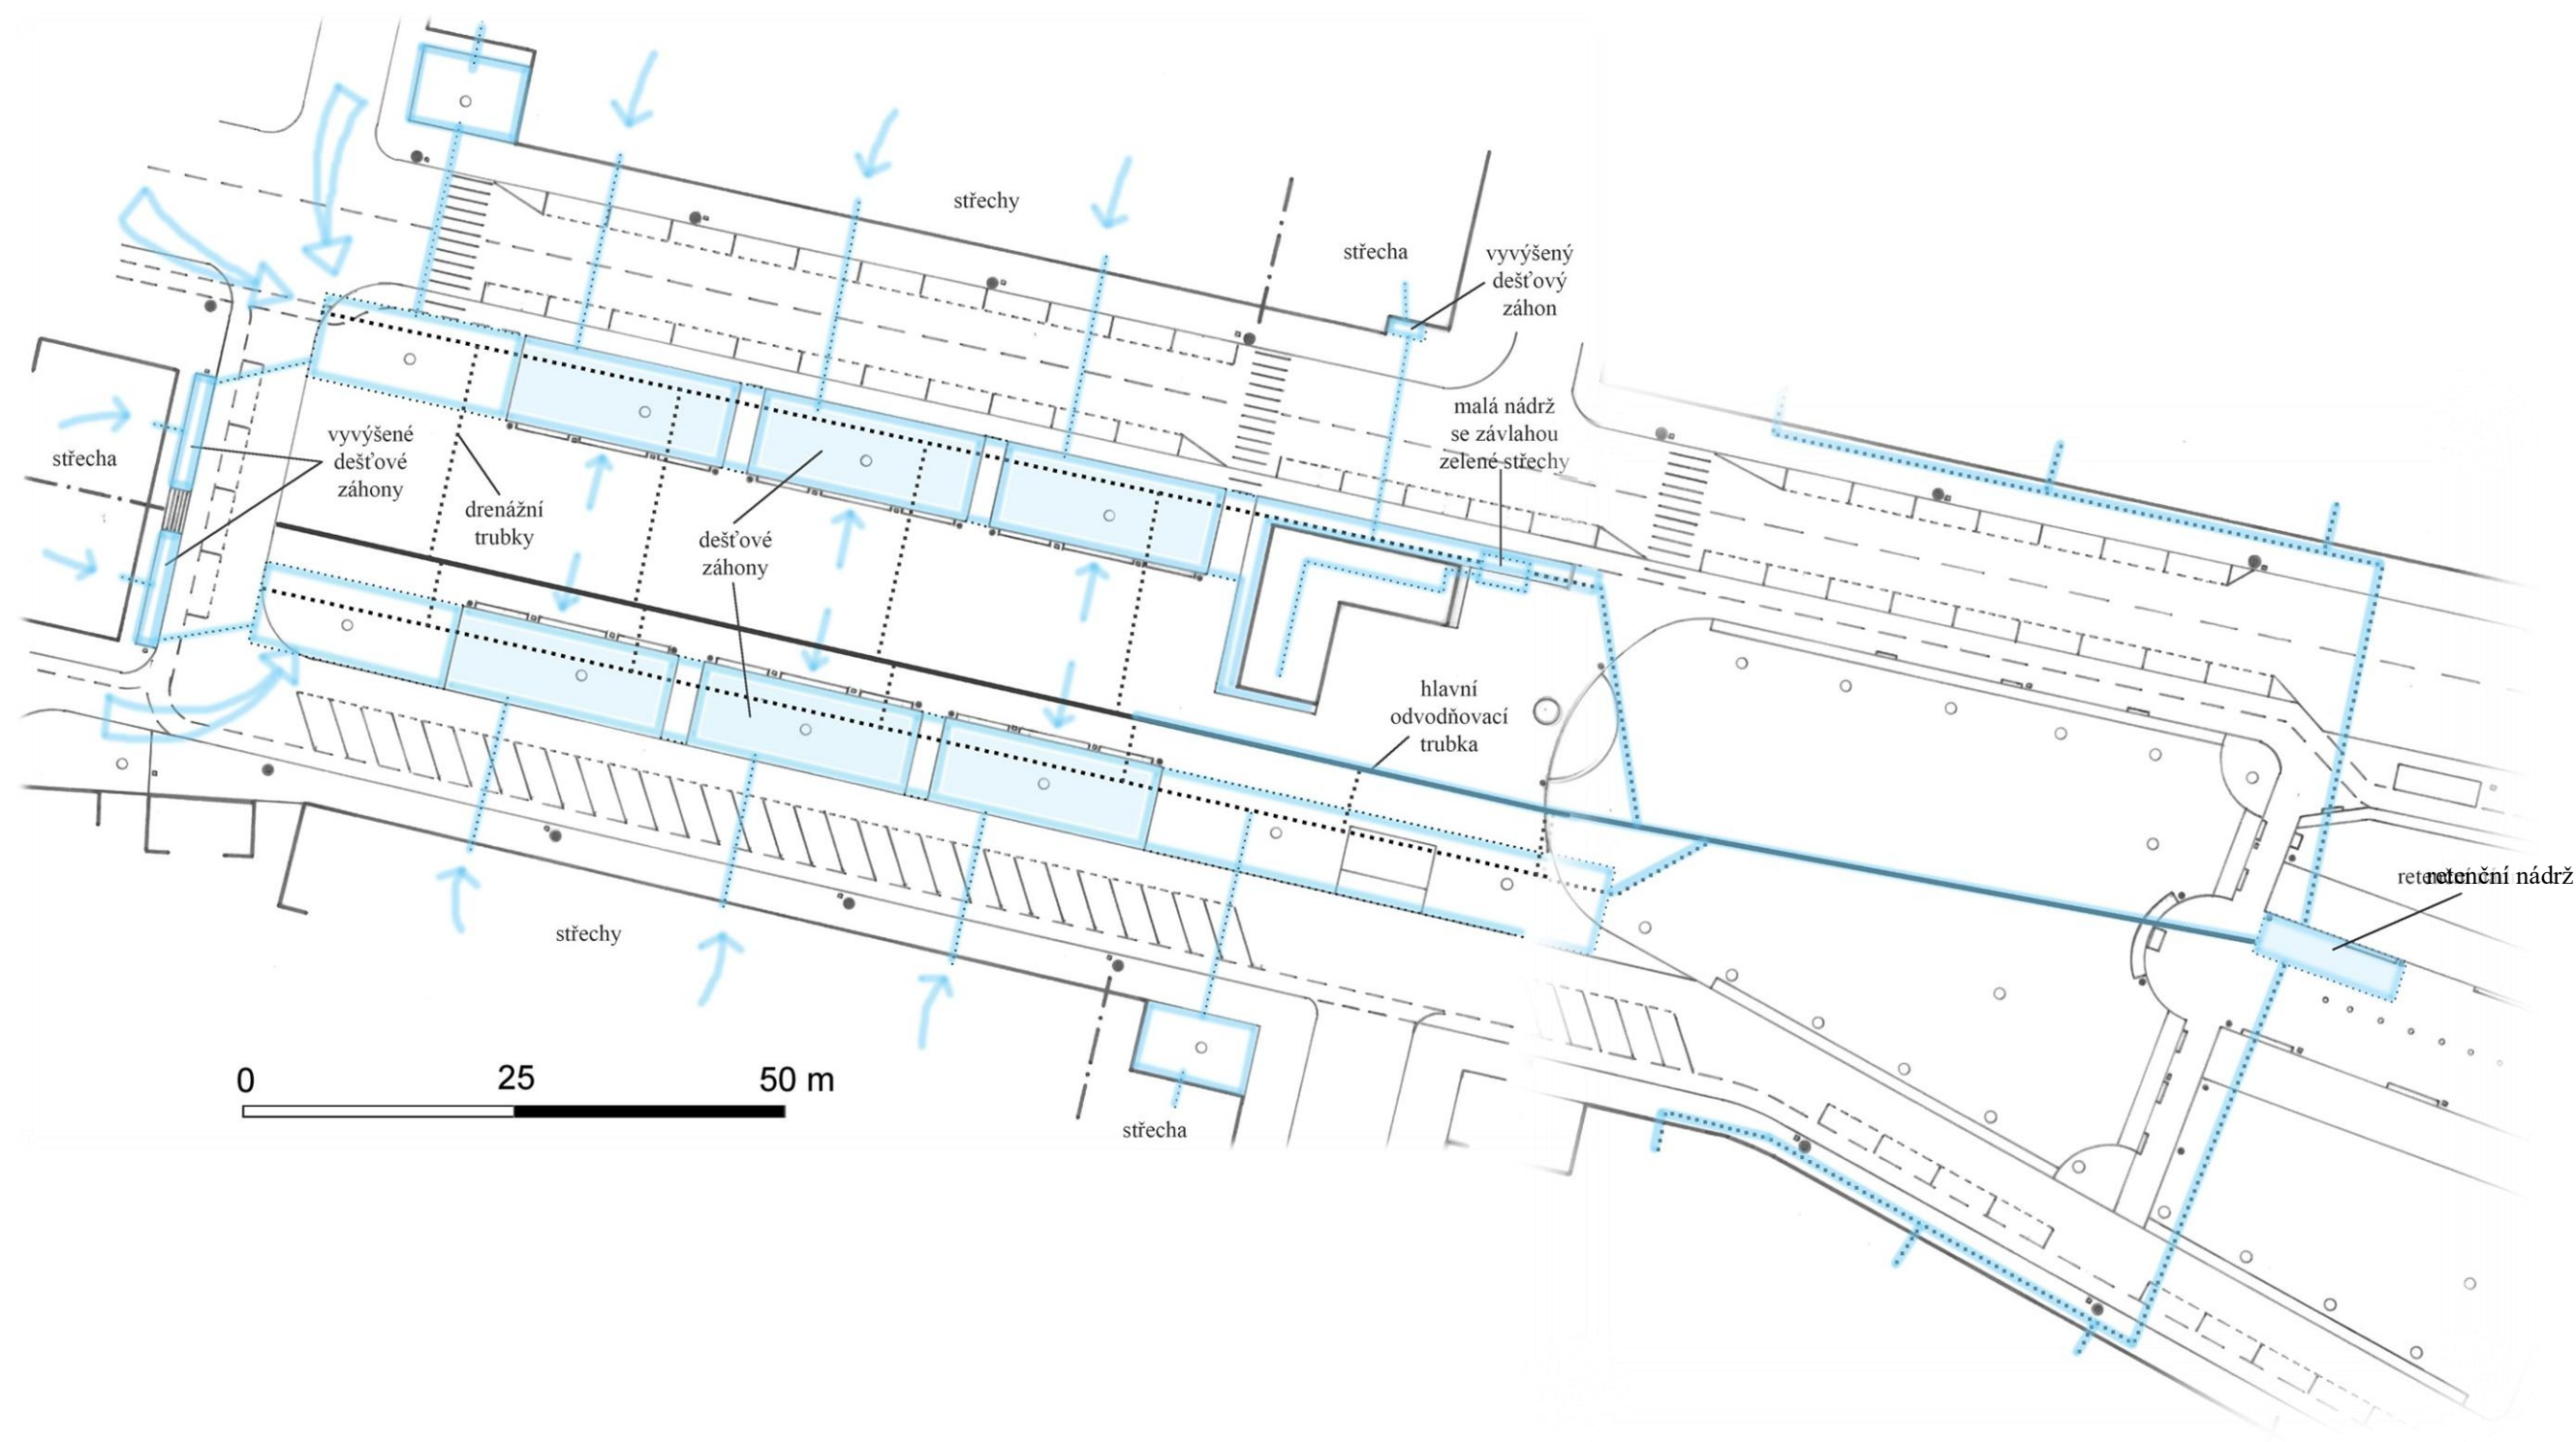 střechy
střecha
vyvýšený
dešťový
záhon
malá nádrž
se závlahou
zelené střechy
střecha
vyvýšené
dešťové
záhony
drenážní
trubky
dešťové
záhony
hlavní
odvodňovací
trubka
retenční nádrž
střechy
0 25 50 m
střecha